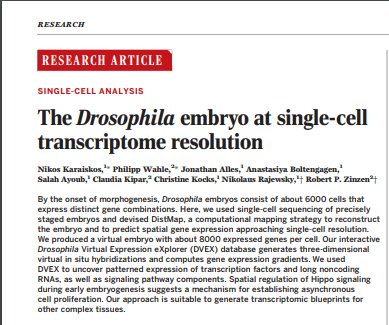 RESEARCH
RESEARCH ARTICLE
SINGLE-CELL ANALYSIS
The Drosophila embryo at single-cell
transcriptome resolution
Nikos Karaiskos,¹* Philipp Wahle,²* Jonathan Alles,¹ Anastasiya Boltengagen,¹
Salah Ayoub,¹ Claudia Kipar,² Christine Kocks,¹ Nikolaus Rajewsky,¹† Robert P. Zinzen²†
By the onset of morphogenesis, Drosophila embryos consist of about 6000 cells that
express distinct gene combinations. Here, we used single-cell sequencing of precisely
staged embryos and devised DistMap, a computational mapping strategy to reconstruct
the embryo and to predict spatial gene expression approaching single-cell resolution.
We produced a virtual embryo with about 8000 expressed genes per cell. Our interactive
Drosophila Virtual Expression eXplorer (DVEX) database generates three-dimensional
virtual in situ hybridizations and computes gene expression gradients. We used
DVEX to uncover patterned expression of transcription factors and long noncoding
RNAs, as well as signaling pathway components. Spatial regulation of Hippo signaling
during early embryogenesis suggests a mechanism for establishing asynchronous
cell proliferation. Our approach is suitable to generate transcriptomic blueprints for
other complex tissues.